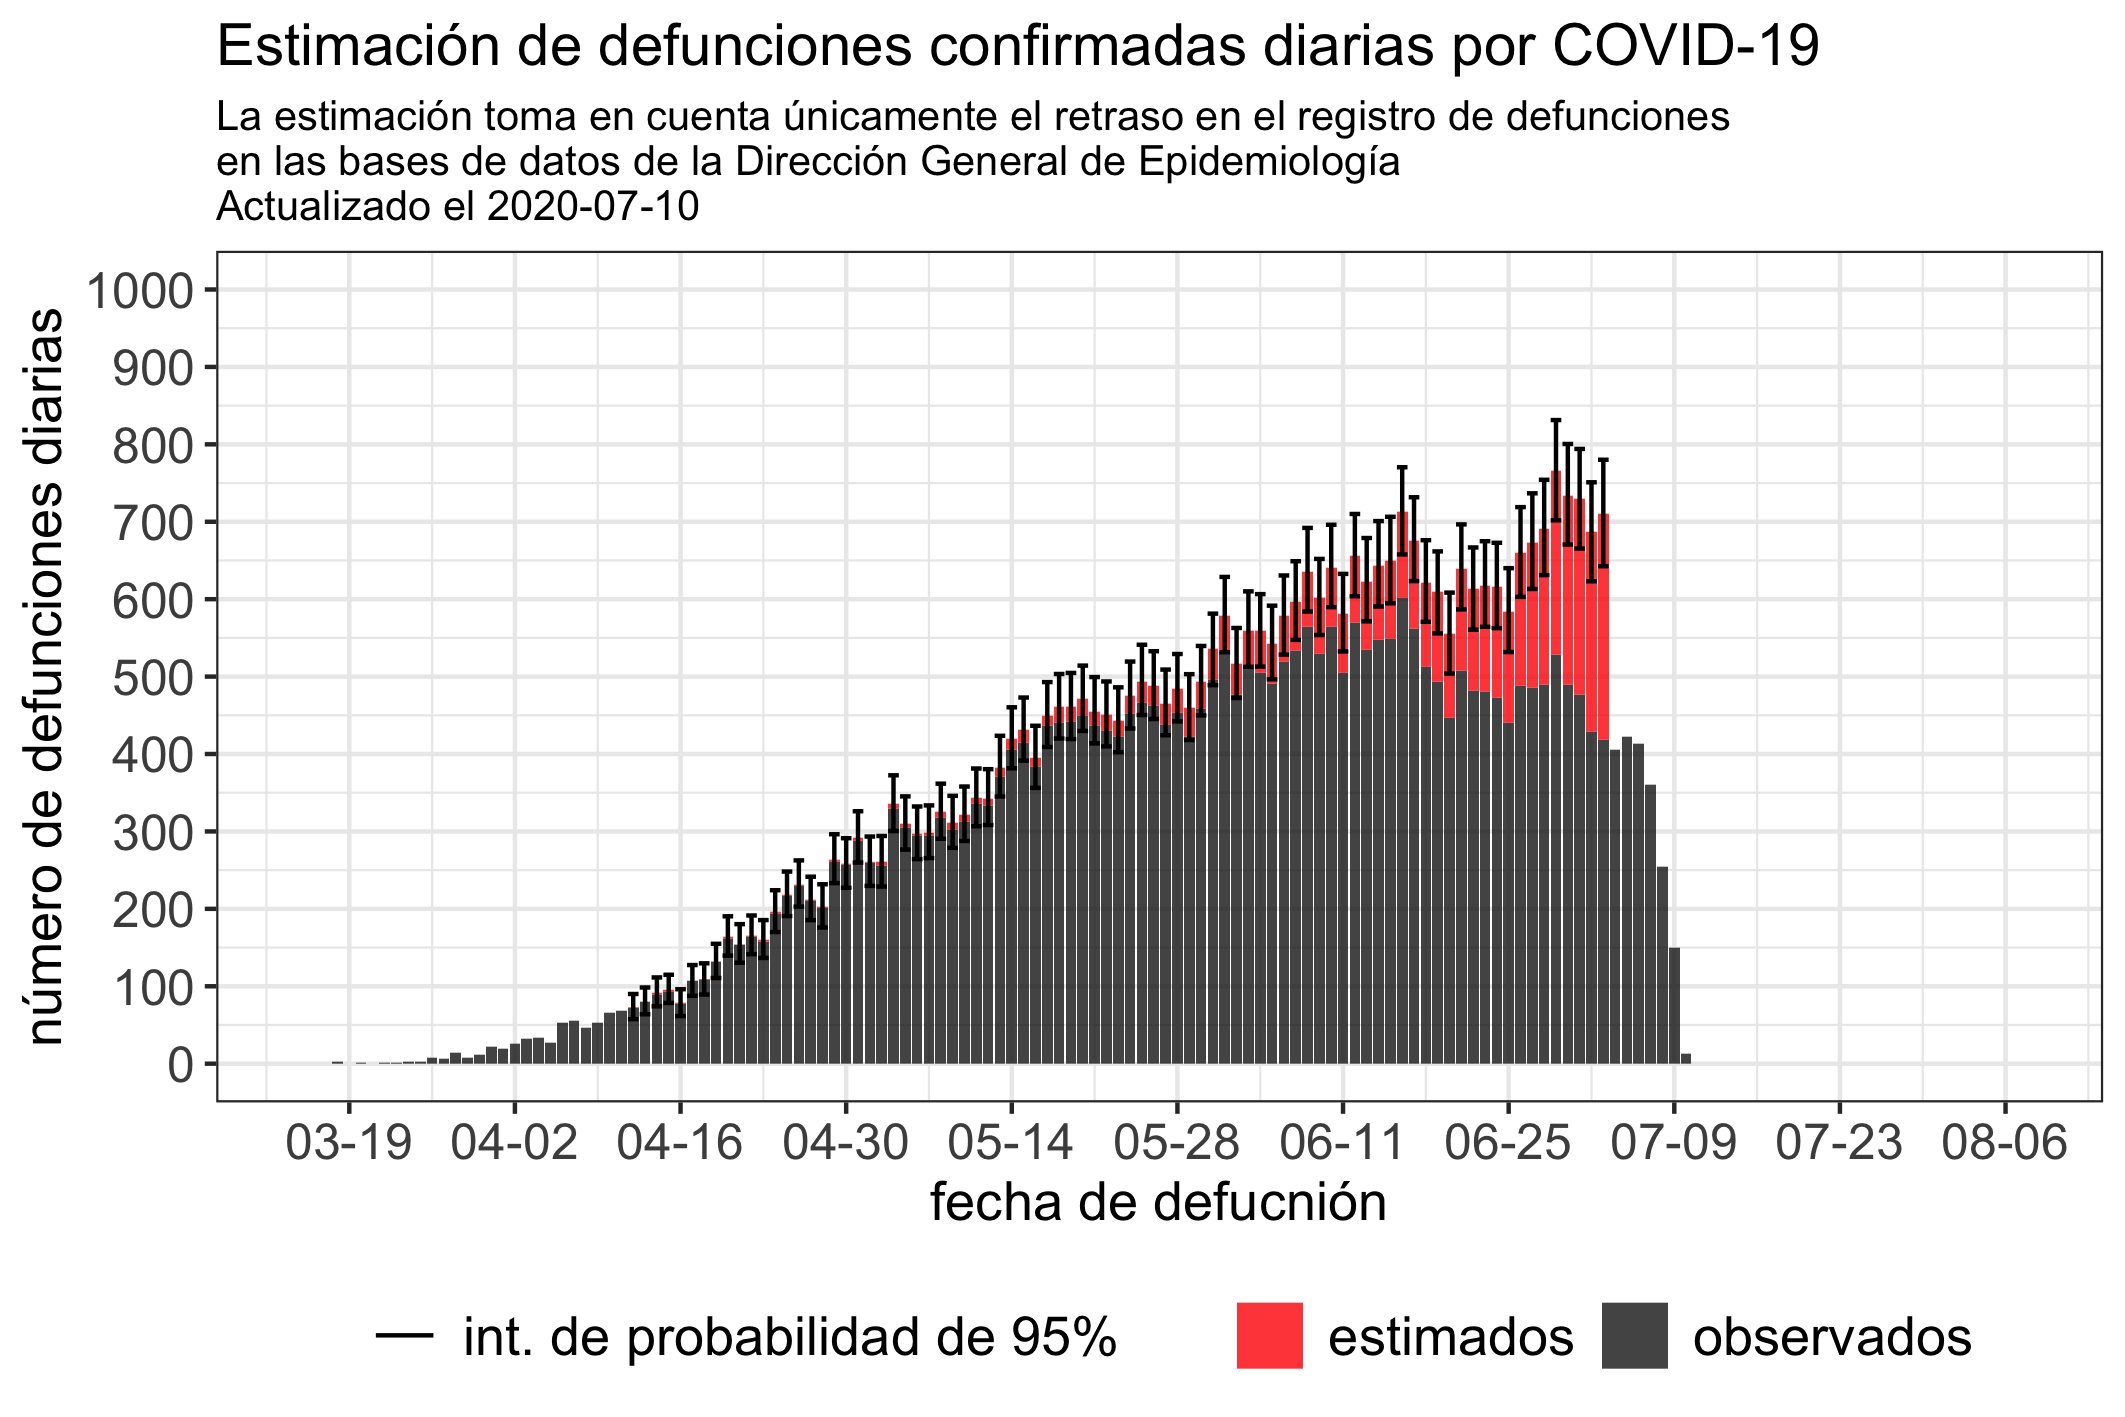 Estimación de defunciones confirmadas diarias por COVID-19
La estimación toma en cuenta únicamente el retraso en el registro de defunciones
en las bases de datos de la Dirección General de Epidemiología
Actualizado el 2020-07-10
número de defunciones diarias
1000
900
800
700
600
500
400
300
200
100
0
03-19 04-02 04-16 04-30 05-14 05-28 06-11 06-25 07-09 07-23 08-06
fecha de defucnión
int. de probabilidad de 95% estimados observados